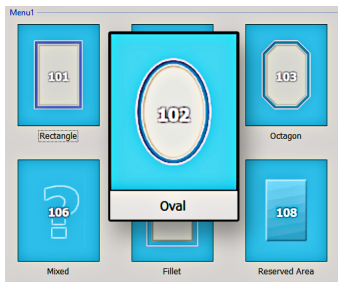 Menu1
101
102
103
Rectangle
Oval
Octagon
106
108
Mixed
Fillet
Reserved Area